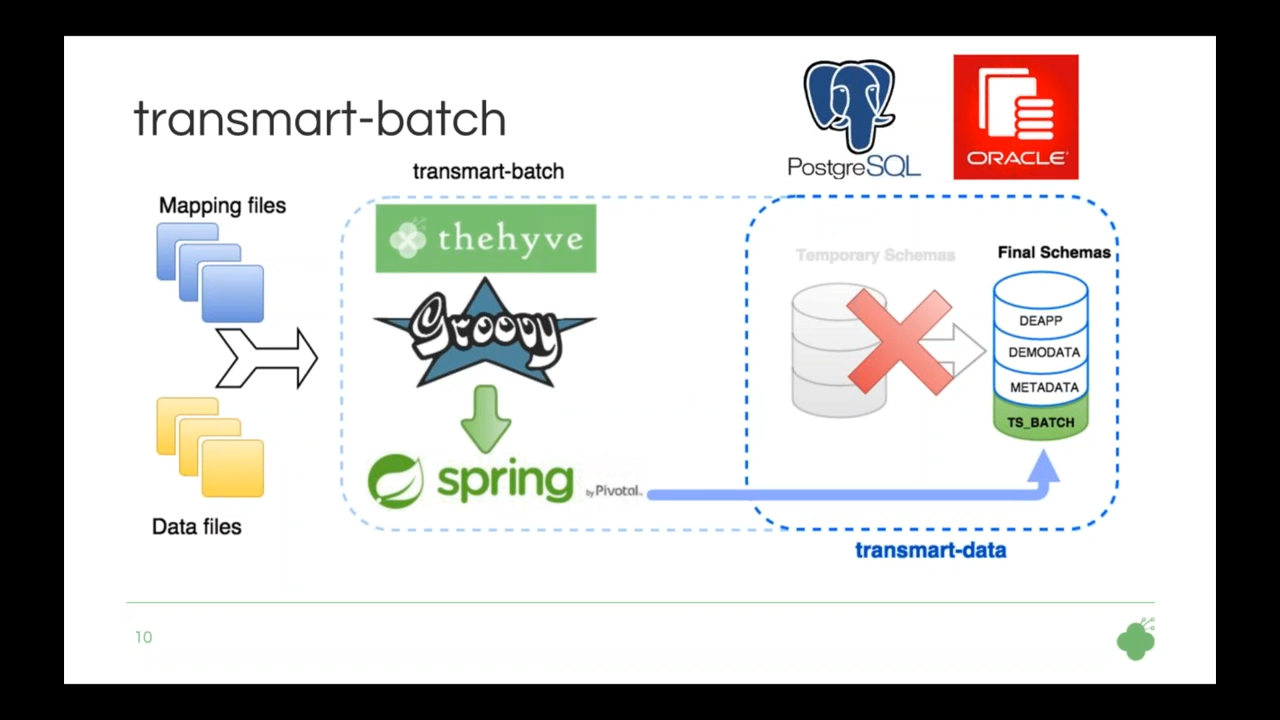 transmart-batch
PostgreSQL
ORACLE
transmart-batch
Mapping files
thehyve
Groovy
spring
by Pivotal™
Data files
Temporary Schemas
Final Schemas
DEAPP
DEMODATA
METADATA
TS_BATCH
transmart-data
10